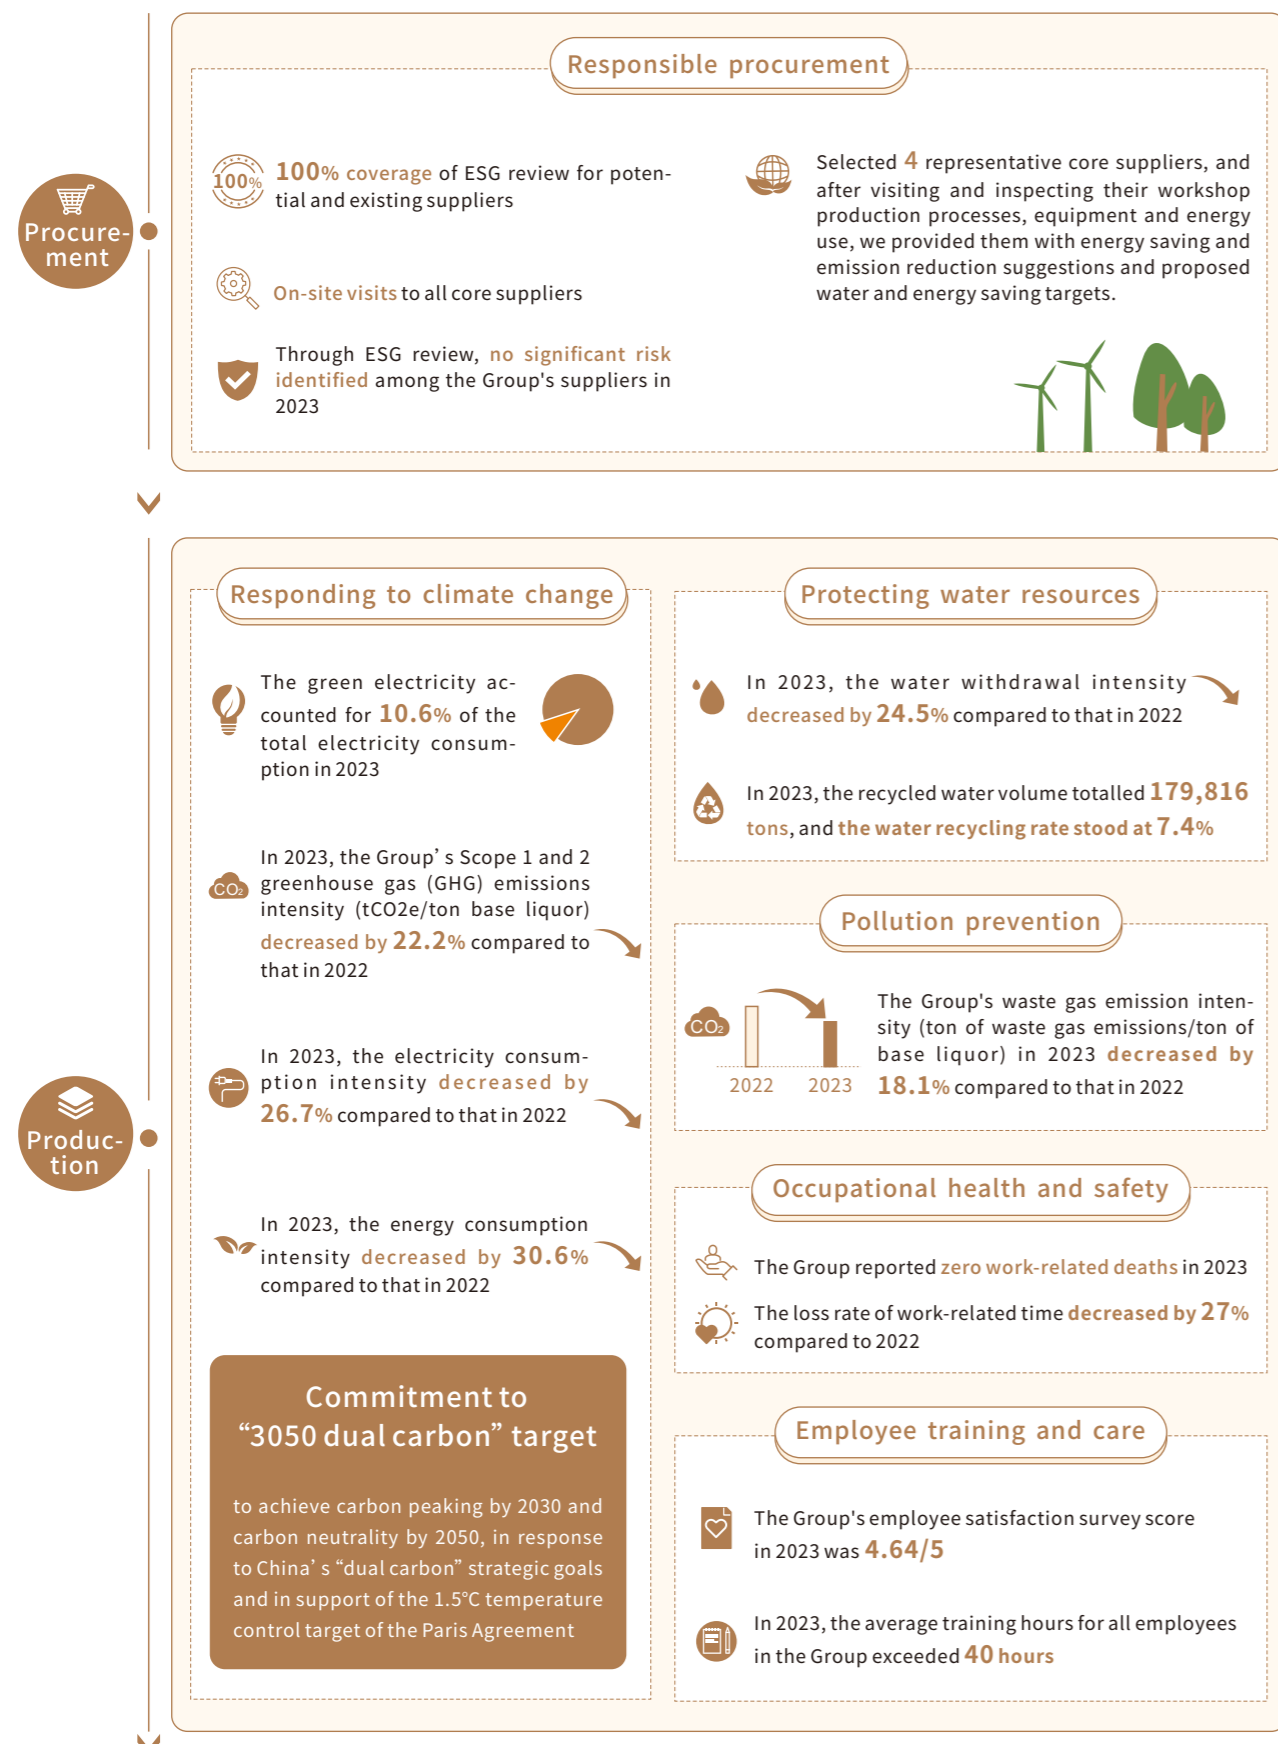 Procure-
ment
Responsible procurement
100%
100% coverage of ESG review for poten-
tial and existing suppliers
On-site visits to all core suppliers
Through ESG review, no significant risk
identified among the Group's suppliers in
2023
Selected 4 representative core suppliers, and
after visiting and inspecting their workshop
production processes, equipment and energy
use, we provided them with energy saving and
emission reduction suggestions and proposed
water and energy saving targets.
Produc-
tion
Responding to climate change
The green electricity ac-
counted for 10.6% of the
total electricity consum-
ption in 2023
CO₂
In 2023, the Group’s Scope 1 and 2
greenhouse gas (GHG) emissions
intensity (tCO2e/ton base liquor)
decreased by 22.2% compared to
that in 2022
In 2023, the electricity consum-
ption intensity decreased by
26.7% compared to that in 2022
In 2023, the energy consumption
intensity decreased by 30.6%
compared to that in 2022
Commitment to
“3050 dual carbon” target
to achieve carbon peaking by 2030 and
carbon neutrality by 2050, in response
to China’s “dual carbon” strategic goals
and in support of the 1.5℃ temperature
control target of the Paris Agreement
Protecting water resources
In 2023, the water withdrawal intensity
decreased by 24.5% compared to that in 2022
In 2023, the recycled water volume totalled 179,816
tons, and the water recycling rate stood at 7.4%
Pollution prevention
CO₂
2022 2023
The Group's waste gas emission inten-
sity (ton of waste gas emissions/ton of
base liquor) in 2023 decreased by
18.1% compared to that in 2022
Occupational health and safety
The Group reported zero work-related deaths in 2023
The loss rate of work-related time decreased by 27%
compared to 2022
Employee training and care
The Group's employee satisfaction survey score
in 2023 was 4.64/5
In 2023, the average training hours for all employees
in the Group exceeded 40 hours